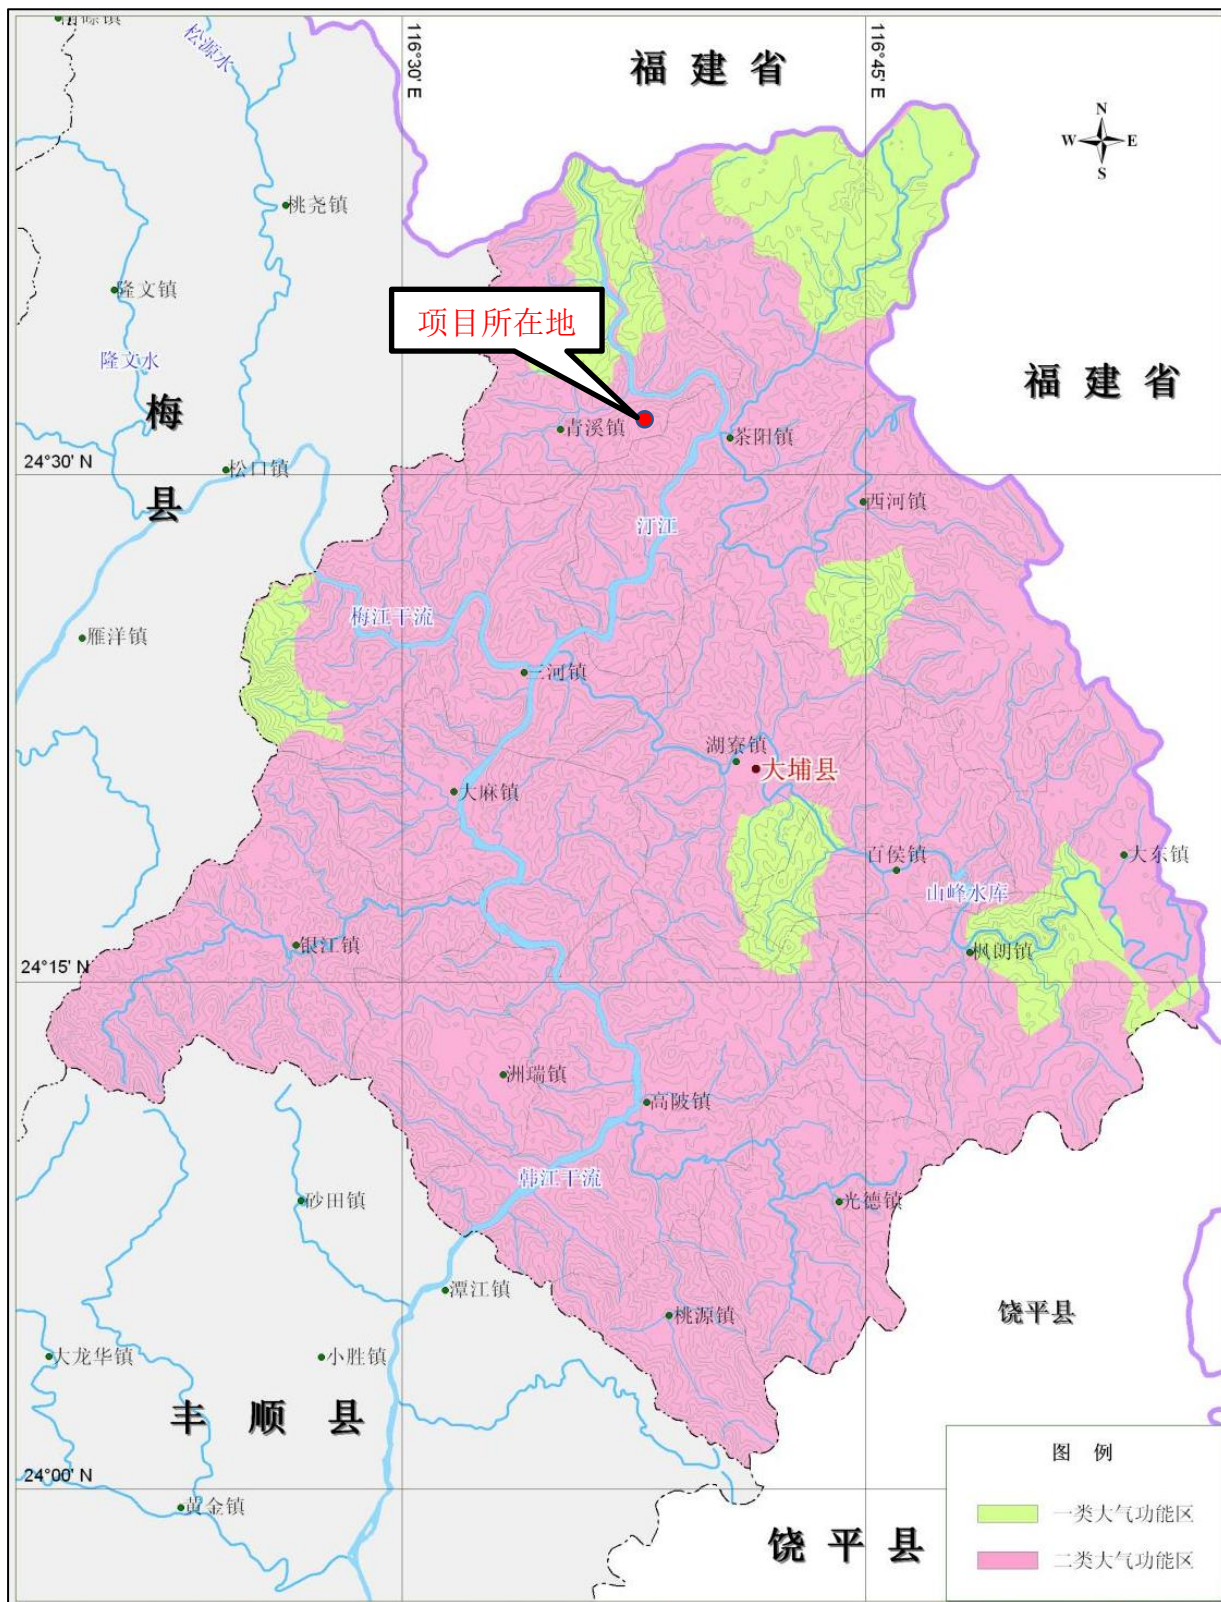 松源水
116°30' E
福建省
116°45' E
N
W E
S
桃尧镇
隆文镇
项目所在地
隆文水
福建省
梅县
青溪镇
茶阳镇
24°30' N
松口镇
西河镇
汀江
梅江干流
雁洋镇
三河镇
湖寮镇
大埔县
大麻镇
百侯镇
大东镇
山峰水库
银江镇
枫朗镇
24°15' N
洲瑞镇
高陂镇
韩江干流
砂田镇
光德镇
潭江镇
桃源镇
饶平县
大龙华镇
小胜镇
丰顺县
图 例
24°00' N
黄金镇
一类大气功能区
饶平县
二类大气功能区